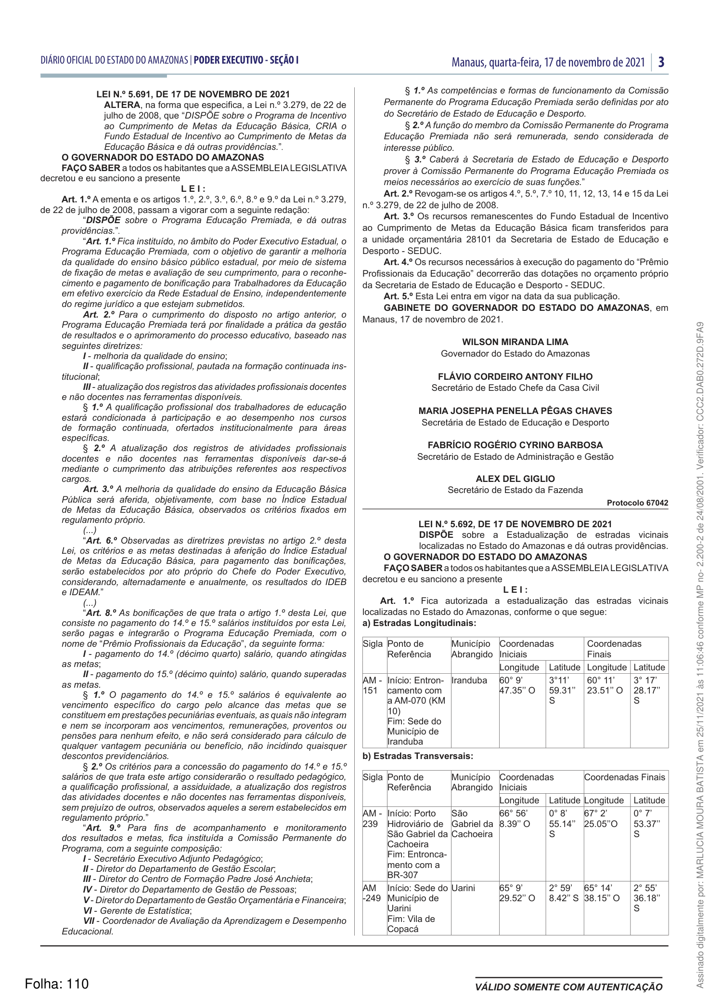 DIÁRIO OFICIAL DO ESTADO DO AMAZONAS | PODER EXECUTIVO - SEÇÃO I
Manaus, quarta-feira, 17 de novembro de 2021 | 3
LEI N.º 5.691, DE 17 DE NOVEMBRO DE 2021
ALTERA, na forma que especifica, a Lei n.º 3.279, de 22 de
julho de 2008, que “DISPÕE sobre o Programa de Incentivo
ao Cumprimento de Metas da Educação Básica, CRIA o
Fundo Estadual de Incentivo ao Cumprimento de Metas da
Educação Básica e dá outras providências.”.
O GOVERNADOR DO ESTADO DO AMAZONAS
FAÇO SABER a todos os habitantes que a ASSEMBLEIA LEGISLATIVA
decretou e eu sanciono a presente
L E I :
Art. 1.º A ementa e os artigos 1.º, 2.º, 3.º, 6.º, 8.º e 9.º da Lei n.º 3.279,
de 22 de julho de 2008, passam a vigorar com a seguinte redação:
“DISPÕE sobre o Programa Educação Premiada, e dá outras
providências.”.
“Art. 1.º Fica instituído, no âmbito do Poder Executivo Estadual, o
Programa Educação Premiada, com o objetivo de garantir a melhoria
da qualidade do ensino básico público estadual, por meio de sistema
de fixação de metas e avaliação de seu cumprimento, para o reconhe-
cimento e pagamento de bonificação para Trabalhadores da Educação
em efetivo exercício da Rede Estadual de Ensino, independentemente
do regime jurídico a que estejam submetidos.
Art. 2.º Para o cumprimento do disposto no artigo anterior, o
Programa Educação Premiada terá por finalidade a prática da gestão
de resultados e o aprimoramento do processo educativo, baseado nas
seguintes diretrizes:
I - melhoria da qualidade do ensino;
II - qualificação profissional, pautada na formação continuada ins-
titucional;
III - atualização dos registros das atividades profissionais docentes
e não docentes nas ferramentas disponíveis.
§ 1.º A qualificação profissional dos trabalhadores de educação
estará condicionada à participação e ao desempenho nos cursos
de formação continuada, ofertados institucionalmente para áreas
específicas.
§ 2.º A atualização dos registros de atividades profissionais
docentes e não docentes nas ferramentas disponíveis dar-se-á
mediante o cumprimento das atribuições referentes aos respectivos
cargos.
Art. 3.º A melhoria da qualidade do ensino da Educação Básica
Pública será aferida, objetivamente, com base no Índice Estadual
de Metas da Educação Básica, observados os critérios fixados em
regulamento próprio.
(...)
“Art. 6.º Observadas as diretrizes previstas no artigo 2.º desta
Lei, os critérios e as metas destinadas à aferição do Índice Estadual
de Metas da Educação Básica, para pagamento das bonificações,
serão estabelecidos por ato próprio do Chefe do Poder Executivo,
considerando, alternadamente e anualmente, os resultados do IDEB
e IDEAM.”
(...)
“Art. 8.º As bonificações de que trata o artigo 1.º desta Lei, que
consiste no pagamento do 14.º e 15.º salários instituídos por esta Lei,
serão pagas e integrarão o Programa Educação Premiada, com o
nome de “Prêmio Profissionais da Educação”, da seguinte forma:
I - pagamento do 14.º (décimo quarto) salário, quando atingidas
as metas;
II - pagamento do 15.º (décimo quinto) salário, quando superadas
as metas.
§ 1.º O pagamento do 14.º e 15.º salários é equivalente ao
vencimento específico do cargo pelo alcance das metas que se
constituem em prestações pecuniárias eventuais, as quais não integram
e nem se incorporam aos vencimentos, remunerações, proventos ou
pensões para nenhum efeito, e não será considerado para cálculo de
qualquer vantagem pecuniária ou benefício, não incidindo quaisquer
descontos previdenciários.
§ 2.º Os critérios para a concessão do pagamento do 14.º e 15.º
salários de que trata este artigo considerarão o resultado pedagógico,
a qualificação profissional, a assiduidade, a atualização dos registros
das atividades docentes e não docentes nas ferramentas disponíveis,
sem prejuízo de outros, observados aqueles a serem estabelecidos em
regulamento próprio.”
“Art. 9.º Para fins de acompanhamento e monitoramento
dos resultados e metas, fica instituída a Comissão Permanente do
Programa, com a seguinte composição:
I - Secretário Executivo Adjunto Pedagógico;
II - Diretor do Departamento de Gestão Escolar;
III - Diretor do Centro de Formação Padre José Anchieta;
IV - Diretor do Departamento de Gestão de Pessoas;
V - Diretor do Departamento de Gestão Orçamentária e Financeira;
VI - Gerente de Estatística;
VII - Coordenador de Avaliação da Aprendizagem e Desempenho
Educacional.
§ 1.º As competências e formas de funcionamento da Comissão
Permanente do Programa Educação Premiada serão definidas por ato
do Secretário de Estado de Educação e Desporto.
§ 2.º A função do membro da Comissão Permanente do Programa
Educação Premiada não será remunerada, sendo considerada de
interesse público.
§ 3.º Caberá à Secretaria de Estado de Educação e Desporto
prover à Comissão Permanente do Programa Educação Premiada os
meios necessários ao exercício de suas funções.”
Art. 2.º Revogam-se os artigos 4.º, 5.º, 7.º 10, 11, 12, 13, 14 e 15 da Lei
n.º 3.279, de 22 de julho de 2008.
Art. 3.º Os recursos remanescentes do Fundo Estadual de Incentivo
ao Cumprimento de Metas da Educação Básica ficam transferidos para
a unidade orçamentária 28101 da Secretaria de Estado de Educação e
Desporto - SEDUC.
Art. 4.º Os recursos necessários à execução do pagamento do “Prêmio
Profissionais da Educação” decorrerão das dotações no orçamento próprio
da Secretaria de Estado de Educação e Desporto - SEDUC.
Art. 5.º Esta Lei entra em vigor na data da sua publicação.
GABINETE DO GOVERNADOR DO ESTADO DO AMAZONAS, em
Manaus, 17 de novembro de 2021.
WILSON MIRANDA LIMA
Governador do Estado do Amazonas
FLÁVIO CORDEIRO ANTONY FILHO
Secretário de Estado Chefe da Casa Civil
MARIA JOSEPHA PENELLA PÊGAS CHAVES
Secretária de Estado de Educação e Desporto
FABRÍCIO ROGÉRIO CYRINO BARBOSA
Secretário de Estado de Administração e Gestão
ALEX DEL GIGLIO
Secretário de Estado da Fazenda
Protocolo 67042
LEI N.º 5.692, DE 17 DE NOVEMBRO DE 2021
DISPÕE sobre a Estadualização de estradas vicinais
localizadas no Estado do Amazonas e dá outras providências.
O GOVERNADOR DO ESTADO DO AMAZONAS
FAÇO SABER a todos os habitantes que a ASSEMBLEIA LEGISLATIVA
decretou e eu sanciono a presente
L E I :
Art. 1.º Fica autorizada a estadualização das estradas vicinais
localizadas no Estado do Amazonas, conforme o que segue:
a) Estradas Longitudinais:
Sigla Ponto de Município Coordenadas Coordenadas
Referência Abrangido Iniciais Finais
Longitude Latitude Longitude Latitude
AM - Início: Entron- Iranduba 60° 9’ 3°11’ 60° 11’ 3° 17’
151 camento com 47.35’’ O 59.31’’ 23.51’’ O 28.17’’
a AM-070 (KM S S
10)
Fim: Sede do
Município de
Iranduba
b) Estradas Transversais:
Sigla Ponto de Município Coordenadas Coordenadas Finais
Referência Abrangido Iniciais
Longitude Latitude Longitude Latitude
AM - Início: Porto São 66° 56’ 0° 8’ 67° 2’ 0° 7’
239 Hidroviário de Gabriel da 8.39’’ O 55.14’’ 25.05’’O 53.37’’
São Gabriel da Cachoeira S S
Cachoeira
Fim: Entronca-
mento com a
BR-307
AM Início: Sede do Uarini 65° 9’ 2° 59’ 65° 14’ 2° 55’
-249 Município de 29.52’’ O 8.42’’ S 38.15’’ O 36.18’’
Uarini S
Fim: Vila de
Copacá
Folha: 110
VÁLIDO SOMENTE COM AUTENTICAÇÃO
Assinado digitalmente por: MARLUCIA MOURA BATISTA em 25/11/2021 às 11:06:46 conforme MP no- 2.200-2 de 24/08/2001. Verificador: CCC2.DAB0.272D.9FA9